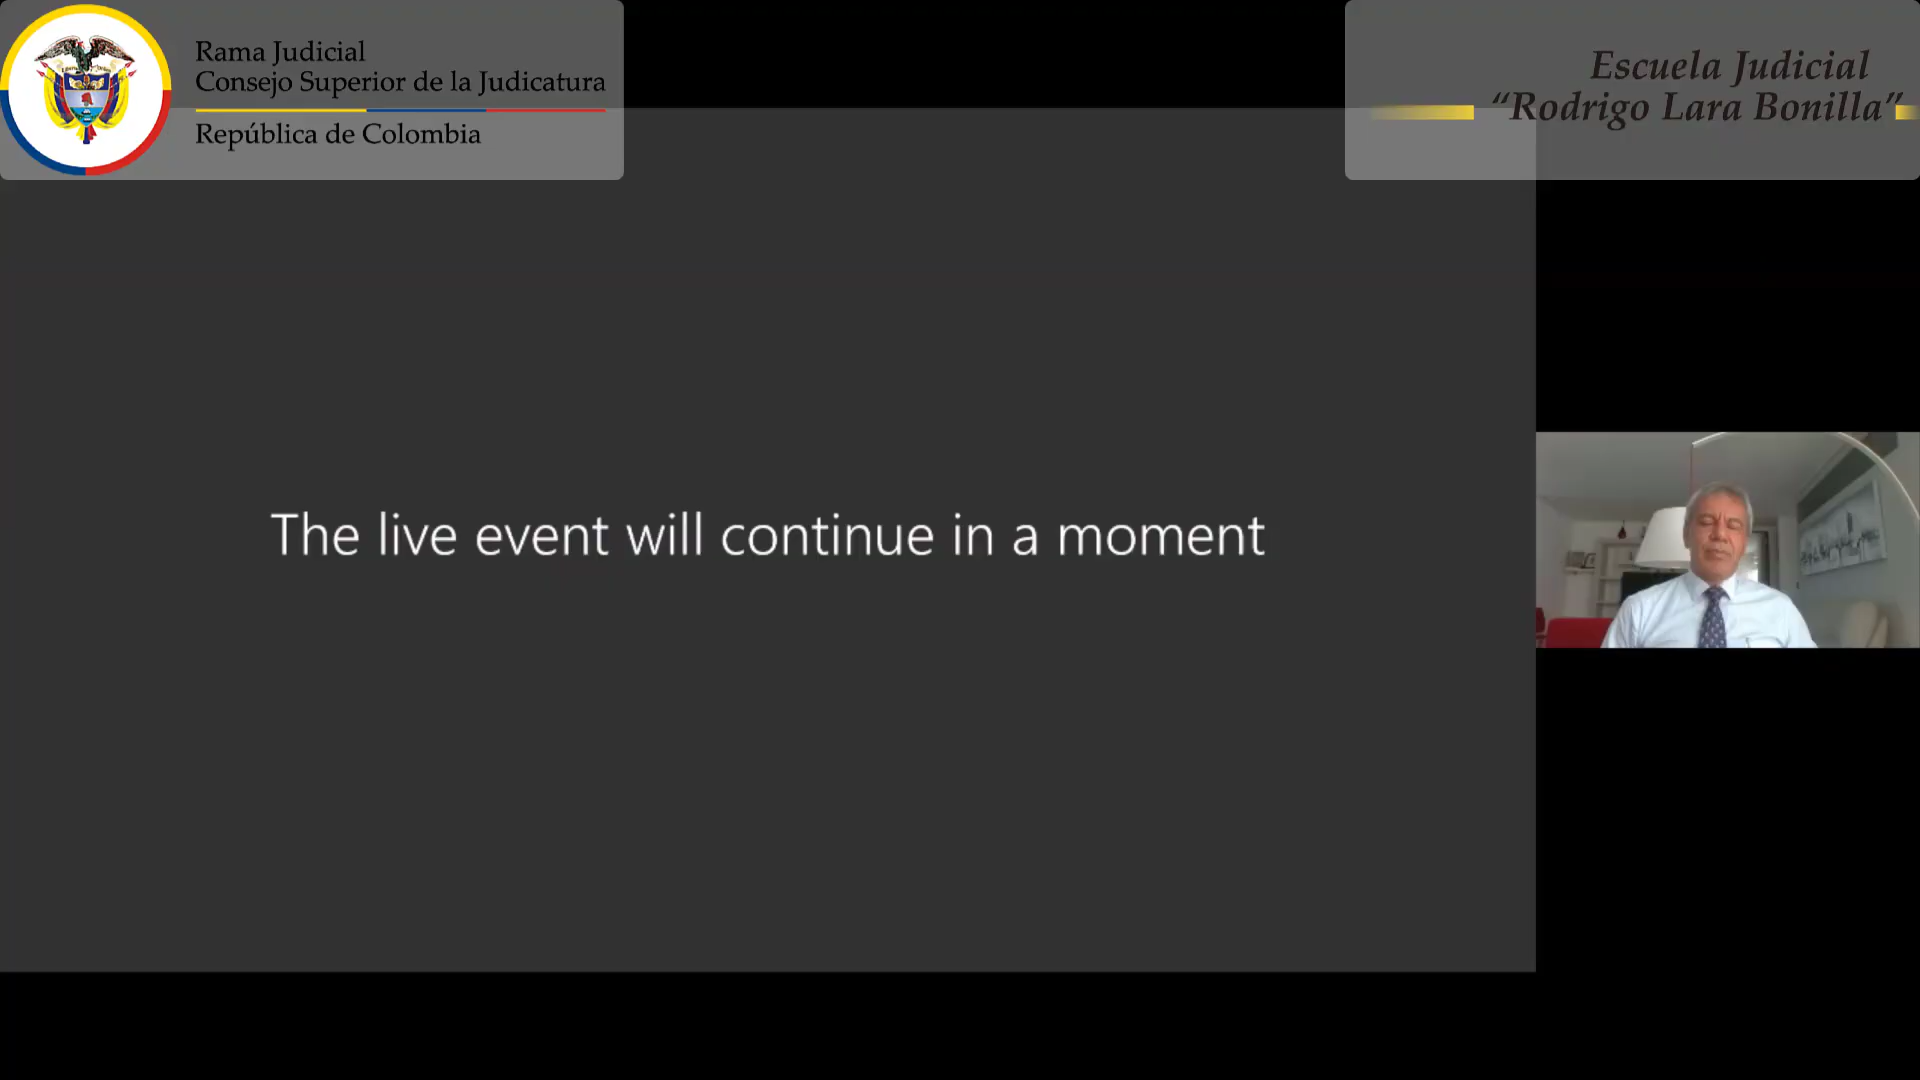 Rama Judicial
Consejo Superior de la Judicatura
República de Colombia
Escuela Judicial
“Rodrigo Lara Bonilla”
The live event will continue in a moment